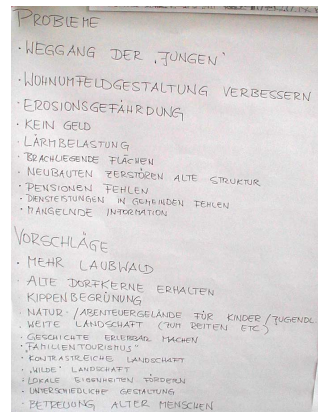 PROBLEME
· WEGGANG DER „JUNGEN"
· WOHNUMFELDGESTALTUNG VERBESSERN
· EROSIONSGEFÄHRDUNG
· KEIN GELD
· LÄRMBELASTUNG
· BRACHLIEGENDE FLÄCHEN
· NEUBAUTEN ZERSTÖREN ALTE STRUKTUR
· PENSIONEN FEHLEN
· DIENSTLEISTUNGEN IN GEMEINDEN FEHLEN
· MANGELNDE INFORMATION
VORSCHLÄGE
· MEHR LAUBWALD
· ALTE DORFKERNE ERHALTEN
KIPPENBEGRÜNUNG
· NATUR-/ABENTEUERGELÄNDE FÜR KINDER/JUGENDL
· WEITE LANDSCHAFT (ZUM REITEN ETC)
· GESCHICHTE ERLEBBAR MACHEN
· „FAMILIENTOURISMUS"
· KONTRASTREICHE LANDSCHAFT
· „WILDE" LANDSCHAFT
· LOKALE EIGENHEITEN FÖRDERN
· UNTERSCHIEDLICHE GESTALTUNG
· BETREUUNG ALTER MENSCHEN